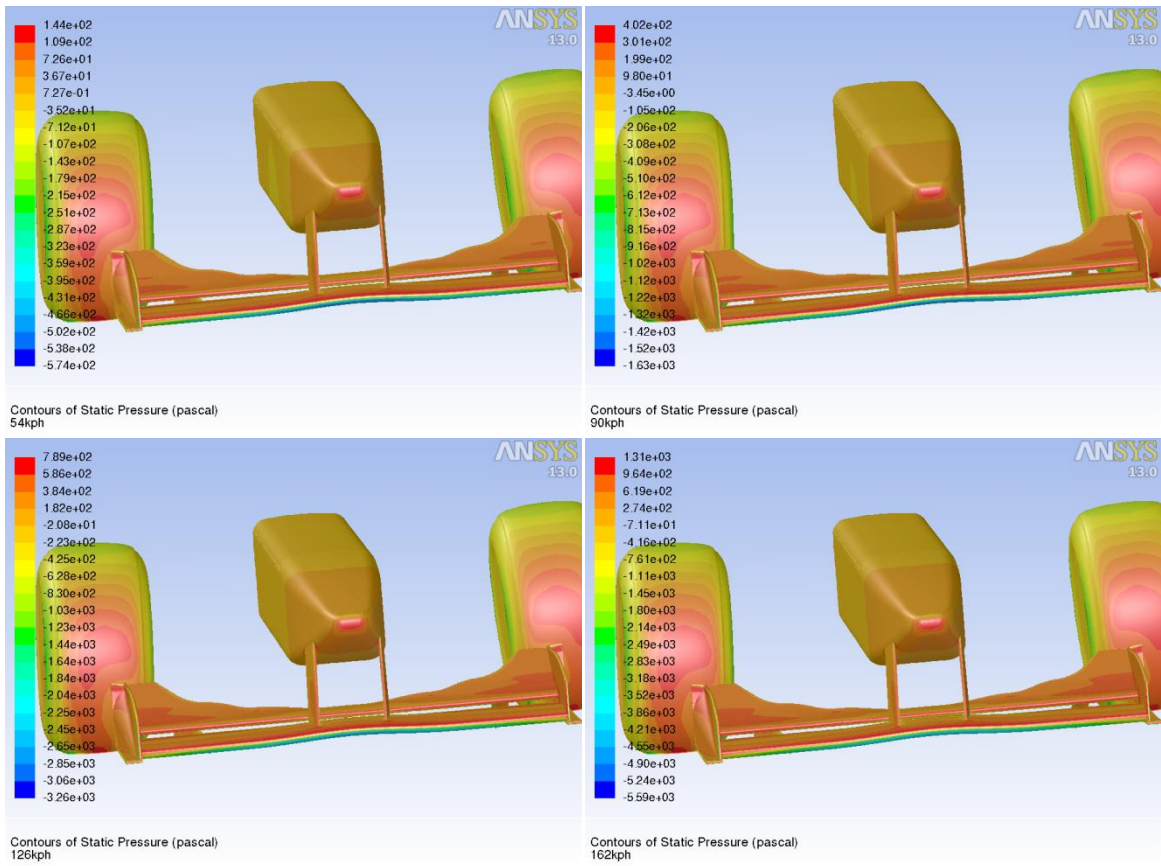 ANSYS
13.0
1.44e+02
1.09e+02
7.26e+01
3.67e+01
7.27e-01
-3.52e+01
-7.12e+01
-1.07e+02
-1.43e+02
-1.79e+02
-2.15e+02
-2.51e+02
-2.87e+02
-3.23e+02
-3.59e+02
-3.95e+02
-4.31e+02
-4.66e+02
-5.02e+02
-5.38e+02
-5.74e+02
Contours of Static Pressure (pascal)
54kph
ANSYS
13.0
4.02e+02
3.01e+02
1.99e+02
9.80e+01
-3.45e+00
-1.05e+02
-2.06e+02
-3.08e+02
-4.09e+02
-5.10e+02
-6.12e+02
-7.13e+02
-8.15e+02
-9.16e+02
-1.02e+03
-1.12e+03
-1.22e+03
-1.32e+03
-1.42e+03
-1.52e+03
-1.63e+03
Contours of Static Pressure (pascal)
90kph
ANSYS
13.0
7.89e+02
5.86e+02
3.84e+02
1.82e+02
-2.08e+01
-2.23e+02
-4.25e+02
-6.28e+02
-8.30e+02
-1.03e+03
-1.23e+03
-1.44e+03
-1.64e+03
-1.84e+03
-2.04e+03
-2.25e+03
-2.45e+03
-2.65e+03
-2.85e+03
-3.06e+03
-3.26e+03
Contours of Static Pressure (pascal)
126kph
ANSYS
13.0
1.31e+03
9.64e+02
6.19e+02
2.74e+02
-7.11e+01
-4.16e+02
-7.61e+02
-1.11e+03
-1.45e+03
-1.80e+03
-2.14e+03
-2.49e+03
-2.83e+03
-3.18e+03
-3.52e+03
-3.86e+03
-4.21e+03
-4.55e+03
-4.90e+03
-5.24e+03
-5.59e+03
Contours of Static Pressure (pascal)
162kph